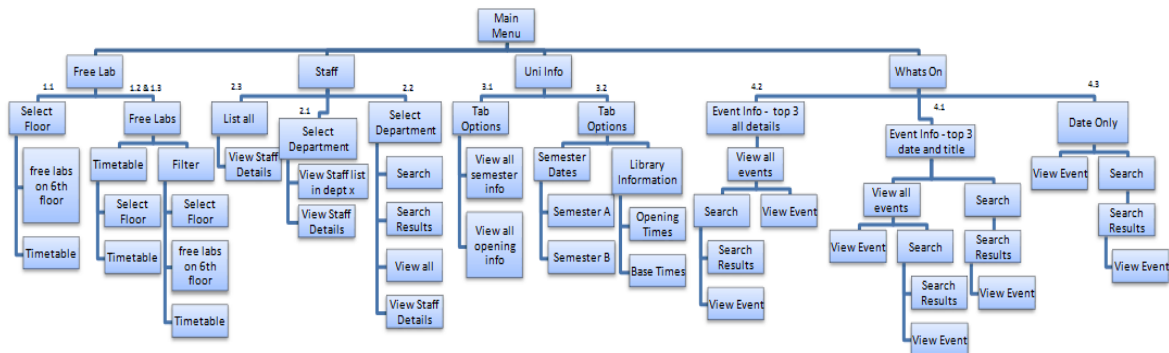 Main
Menu
Free Lab
Staff
Uni Info
Whats On
1.1
1.2 & 1.3
2.3
2.1
2.2
3.1
3.2
4.2
4.1
4.3
Select
Floor
free labs
on 6th
floor
Timetable
Free Labs
Timetable
Select
Floor
Timetable
Filter
Select
Floor
free labs
on 6th
floor
Timetable
List all
View Staff
Details
Select
Department
View Staff list
in dept x
View Staff
Details
Select
Department
Search
Search
Results
View all
View Staff
Details
Tab
Options
View all
semester
info
View all
opening
info
Tab
Options
Semester
Dates
Semester A
Semester B
Library
Information
Opening
Times
Base Times
Event Info - top 3
all details
View all
events
Search
Search
Results
View Event
View Event
Event Info - top 3
date and title
View all
events
View Event
Search
Search
Results
View Event
Search
Search
Results
View Event
Date Only
View Event
Search
Search
Results
View Event